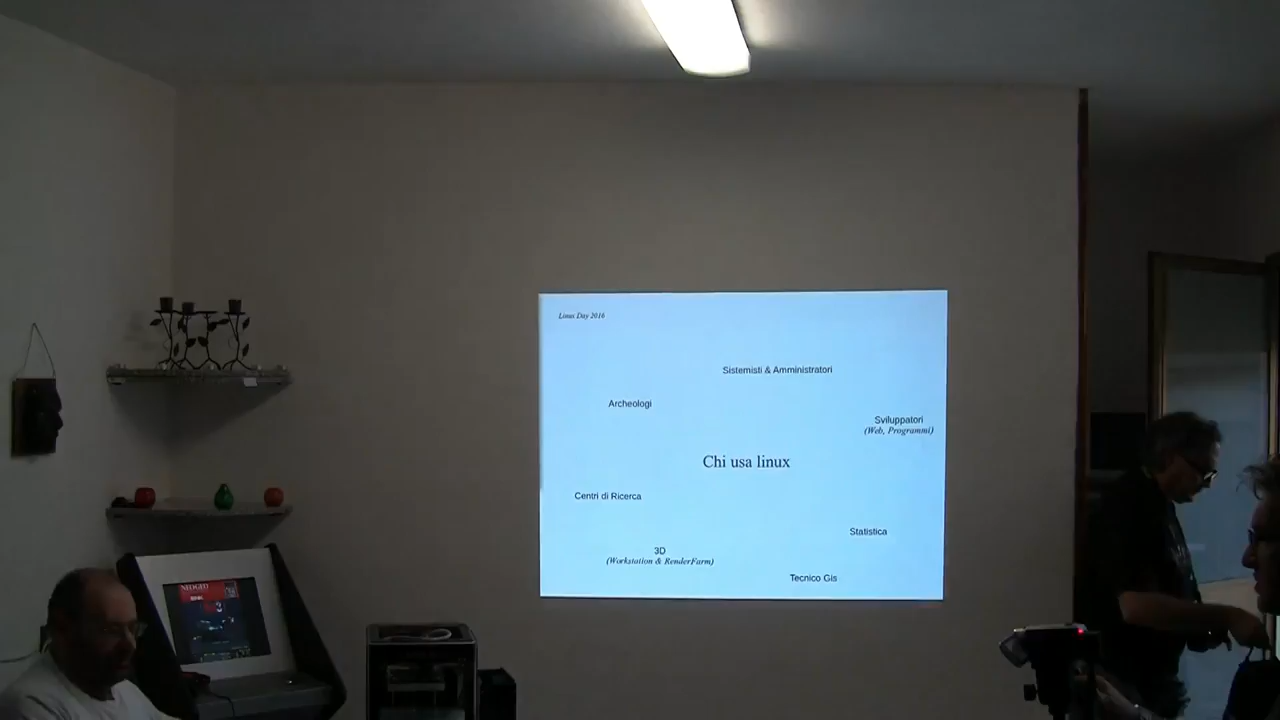 Linux Day 2016
Sistemisti & Amministratori
Archeologi
Sviluppatori
(Web, Programmi)
Chi usa linux
Centri di Ricerca
Statistica
3D
(Workstation & RenderFarm)
Tecnico Gis
NEOGEO